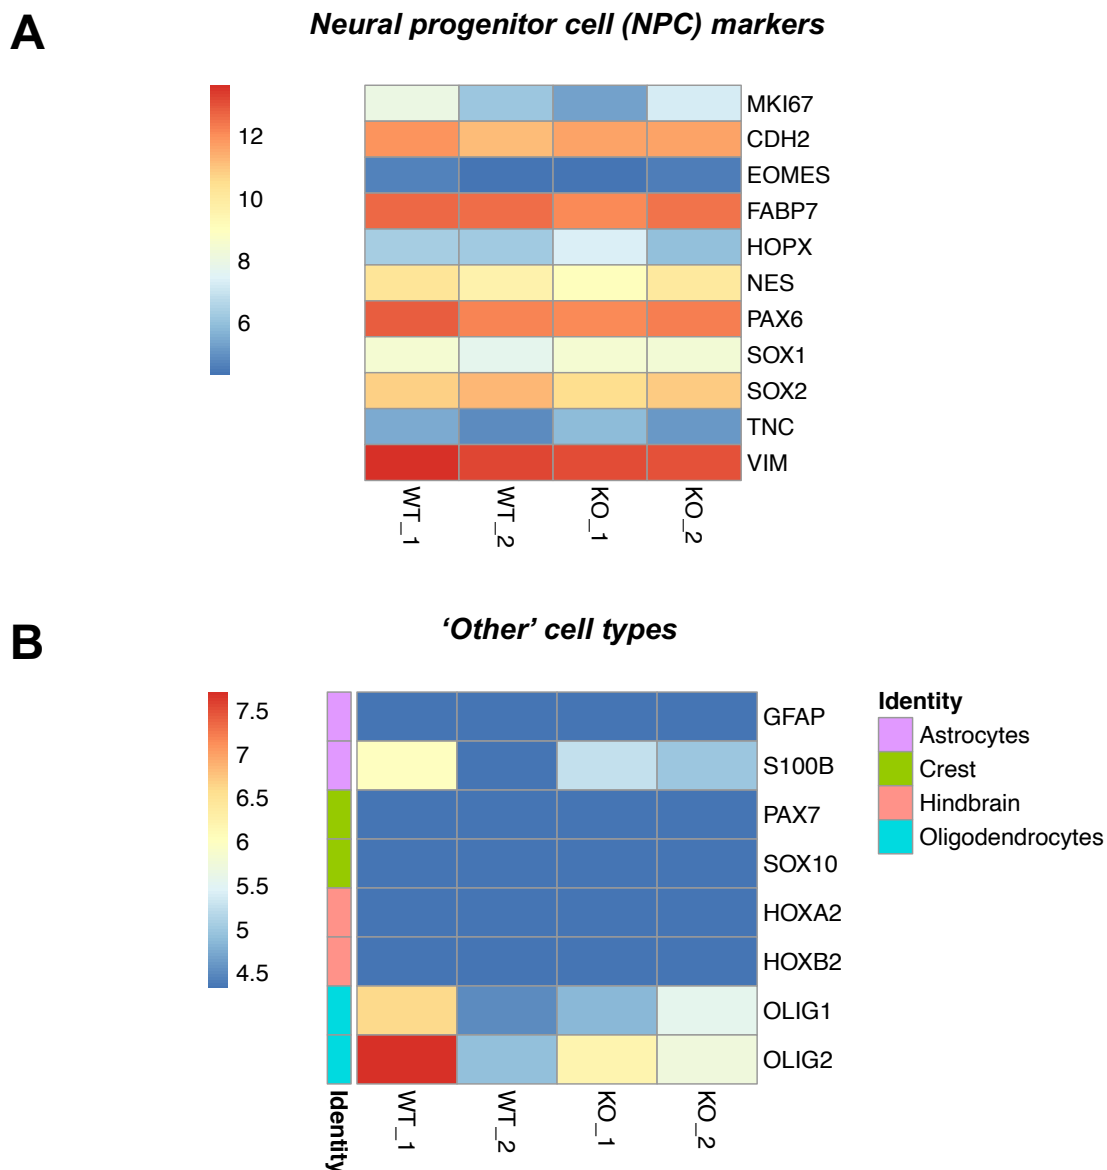 A
Neural progenitor cell (NPC) markers
12
10
8
6
MKI67
CDH2
EOMES
FABP7
HOPX
NES
PAX6
SOX1
SOX2
TNC
VIM
WT_1
WT_2
KO_1
KO_2
B
‘Other’ cell types
7.5
7
6.5
6
5.5
5
4.5
GFAP
S100B
PAX7
SOX10
HOXA2
HOXB2
OLIG1
OLIG2
Identity
WT_1
WT_2
KO_1
KO_2
Identity
Astrocytes
Crest
Hindbrain
Oligodendrocytes